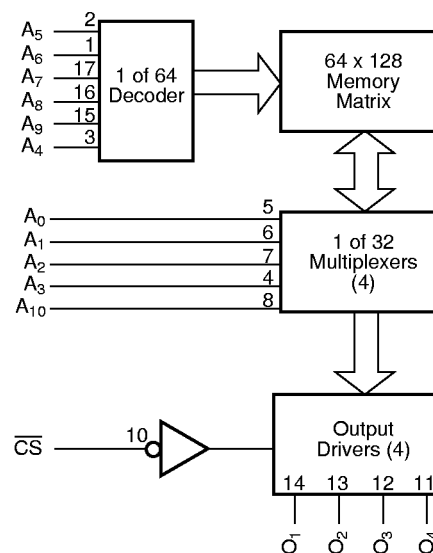 A5 2
A6 1
A7 17
A8 16
A9 15
A4 3
1 of 64
Decoder
64 x 128
Memory
Matrix
A0 5
A1 6
A2 7
A3 4
A10 8
1 of 32
Multiplexers
(4)
CS 10
Output
Drivers (4)
14 13 12 11
O1 O2 O3 O4